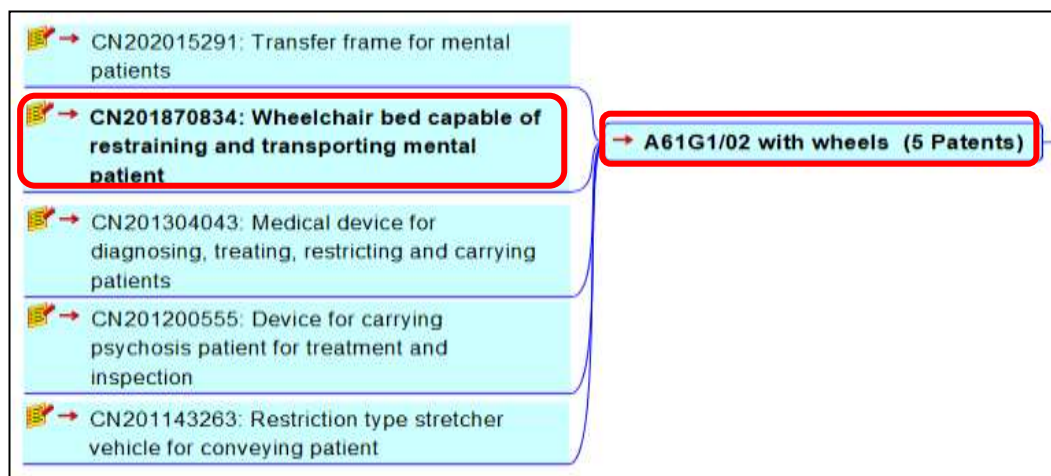 CN202015291: Transfer frame for mental
patients
CN201870834: Wheelchair bed capable of
restraining and transporting mental
patient
→ A61G1/02 with wheels (5 Patents)
CN201304043: Medical device for
diagnosing, treating, restricting and carrying
patients
CN201200555: Device for carrying
psychosis patient for treatment and
inspection
CN201143263: Restriction type stretcher
vehicle for conveying patient